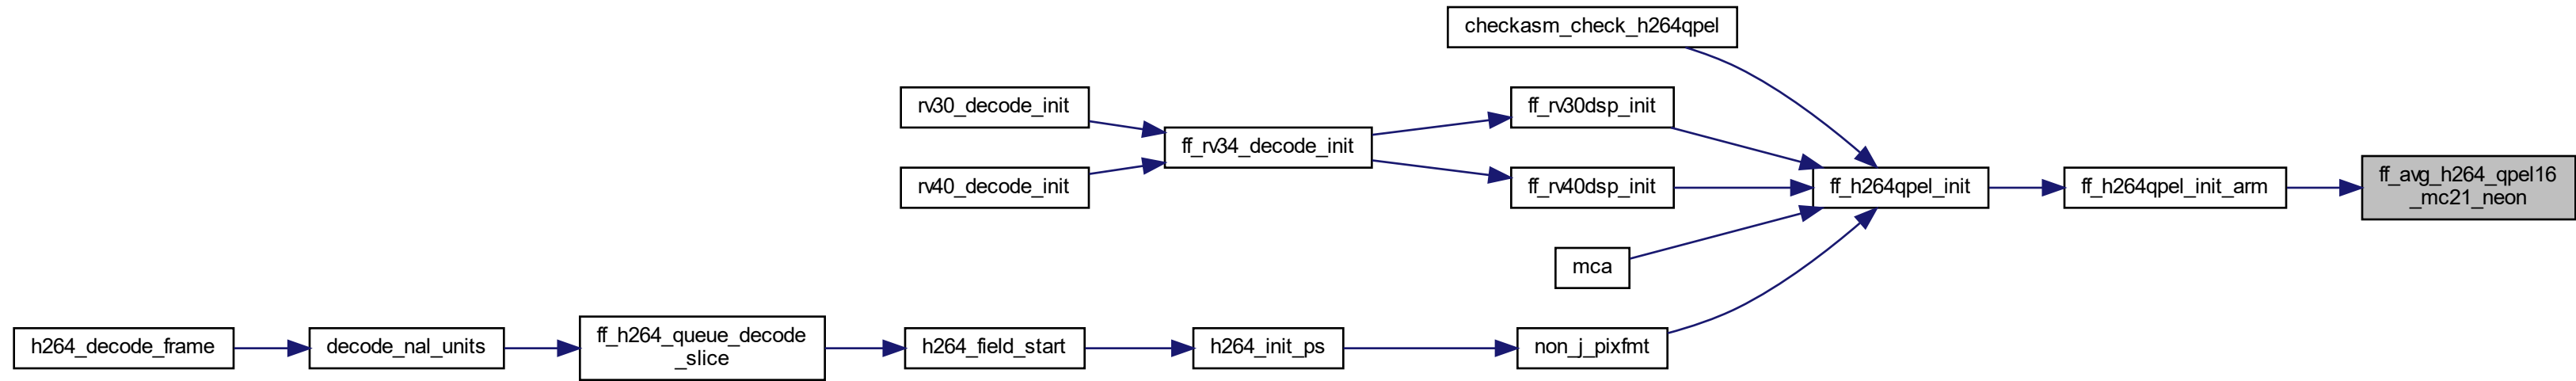 checkasm_check_h264qpel
rv30_decode_init
ff_rv30dsp_init
ff_rv34_decode_init
rv40_decode_init
ff_rv40dsp_init
ff_h264qpel_init
ff_h264qpel_init_arm
ff_avg_h264_qpel16
_mc21_neon
mca
h264_decode_frame
decode_nal_units
ff_h264_queue_decode
_slice
h264_field_start
h264_init_ps
non_j_pixfmt